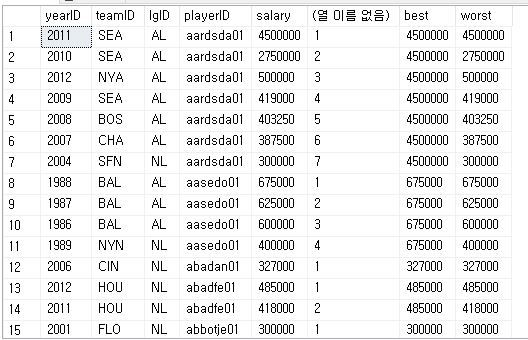 yearID teamID lgID playerID salary (열 이름 없음) best worst
1 2011 SEA AL aardsda01 4500000 1 4500000 4500000
2 2010 SEA AL aardsda01 2750000 2 4500000 2750000
3 2012 NYA AL aardsda01 500000 3 4500000 500000
4 2009 SEA AL aardsda01 419000 4 4500000 419000
5 2008 BOS AL aardsda01 403250 5 4500000 403250
6 2007 CHA AL aardsda01 387500 6 4500000 387500
7 2004 SFN NL aardsda01 300000 7 4500000 300000
8 1988 BAL AL aasedo01 675000 1 675000 675000
9 1987 BAL AL aasedo01 625000 2 675000 625000
10 1986 BAL AL aasedo01 600000 3 675000 600000
11 1989 NYN NL aasedo01 400000 4 675000 400000
12 2006 CIN NL abadan01 327000 1 327000 327000
13 2012 HOU NL abadfe01 485000 1 485000 485000
14 2011 HOU NL abadfe01 418000 2 485000 418000
15 2001 FLO NL abbotje01 300000 1 300000 300000